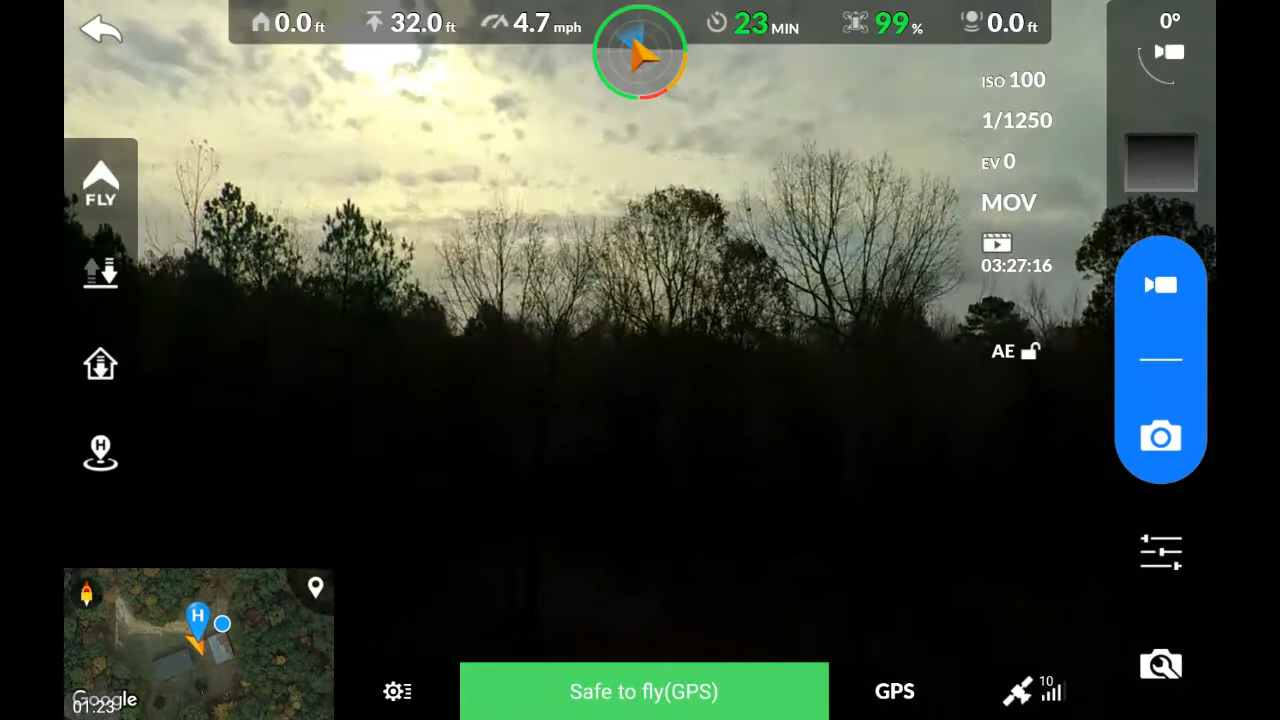 0.0 ft
32.0 ft
4.7 mph
23 MIN
99 %
0.0 ft
0°
ISO 100
1/1250
EV 0
MOV
03:27:16
AE
FLY
H
H
Google
01:23
Safe to fly(GPS)
GPS
10